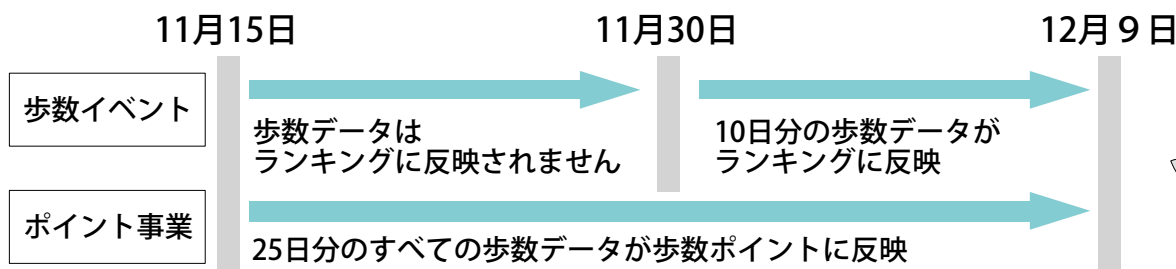 11月15日
11月30日
12月９日
歩数イベント
歩数データは
ランキングに反映されません
10日分の歩数データが
ランキングに反映
ポイント事業
25日分のすべての歩数データが歩数ポイントに反映